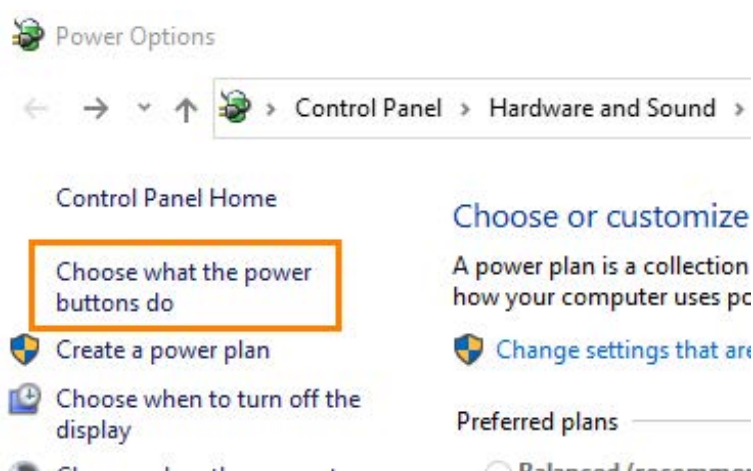 Power Options
Control Panel > Hardware and Sound >
Control Panel Home
Choose what the power
buttons do
Create a power plan
Choose when to turn off the
display
Choose or customize
A power plan is a collection
how your computer uses
Change settings that are
Preferred plans
Balanced